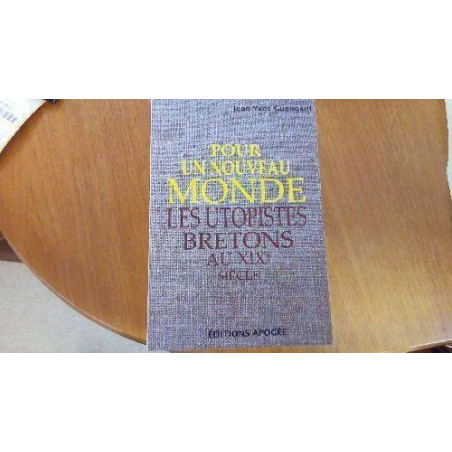 Jean-Yves Guengant
POUR
UN NOUVEAU
MONDE
LES UTOPISTES
BRETONS
AU XIXe
SIÈCLE
ÉDITIONS APOGÉE